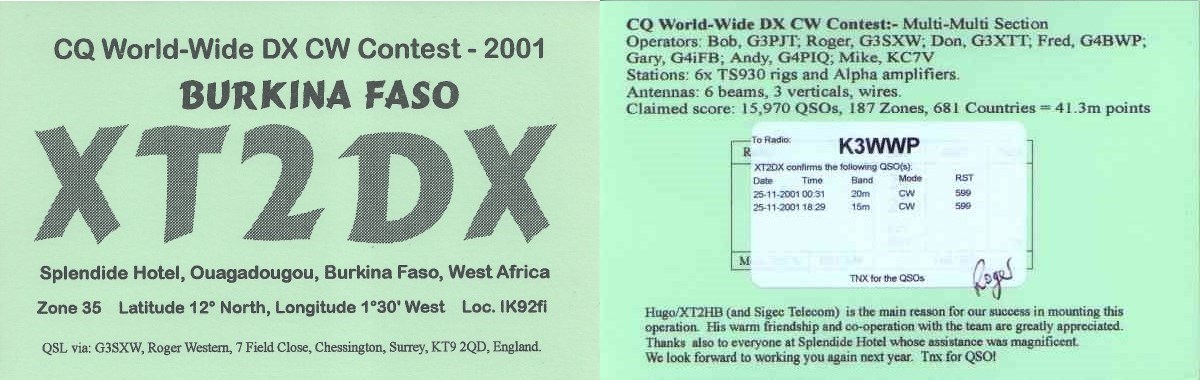 CQ World-Wide DX CW Contest - 2001
BURKINA FASO
XT2DX
Splendide Hotel, Ouagadougou, Burkina Faso, West Africa
Zone 35 Latitude 12° North, Longitude 1°30' West Loc. IK92fi
QSL via: G3SXW, Roger Western, 7 Field Close, Chessington, Surrey, KT9 2QD, England.
CQ World-Wide DX CW Contest:- Multi-Multi Section
Operators: Bob, G3PJT; Roger, G3SXW; Don, G3XTT; Fred, G4BWP;
Gary, G4iFB; Andy, G4PIQ; Mike, KC7V
Stations: 6x TS930 rigs and Alpha amplifiers.
Antennas: 6 beams, 3 verticals, wires.
Claimed score: 15,970 QSOs, 187 Zones, 681 Countries = 41.3m points
To Radio: K3WWP
R
XT2DX confirms the following QSO(s):
Date Time Band Mode RST
25-11-2001 00:31 20m CW 599
25-11-2001 18:29 15m CW 599
M
TNX for the QSOs
Roger
Hugo/XT2HB (and Sigec Telecom) is the main reason for our success in mounting this
operation. His warm friendship and co-operation with the team are greatly appreciated.
Thanks also to everyone at Splendide Hotel whose assistance was magnificent.
We look forward to working you again next year. Tnx for QSO!